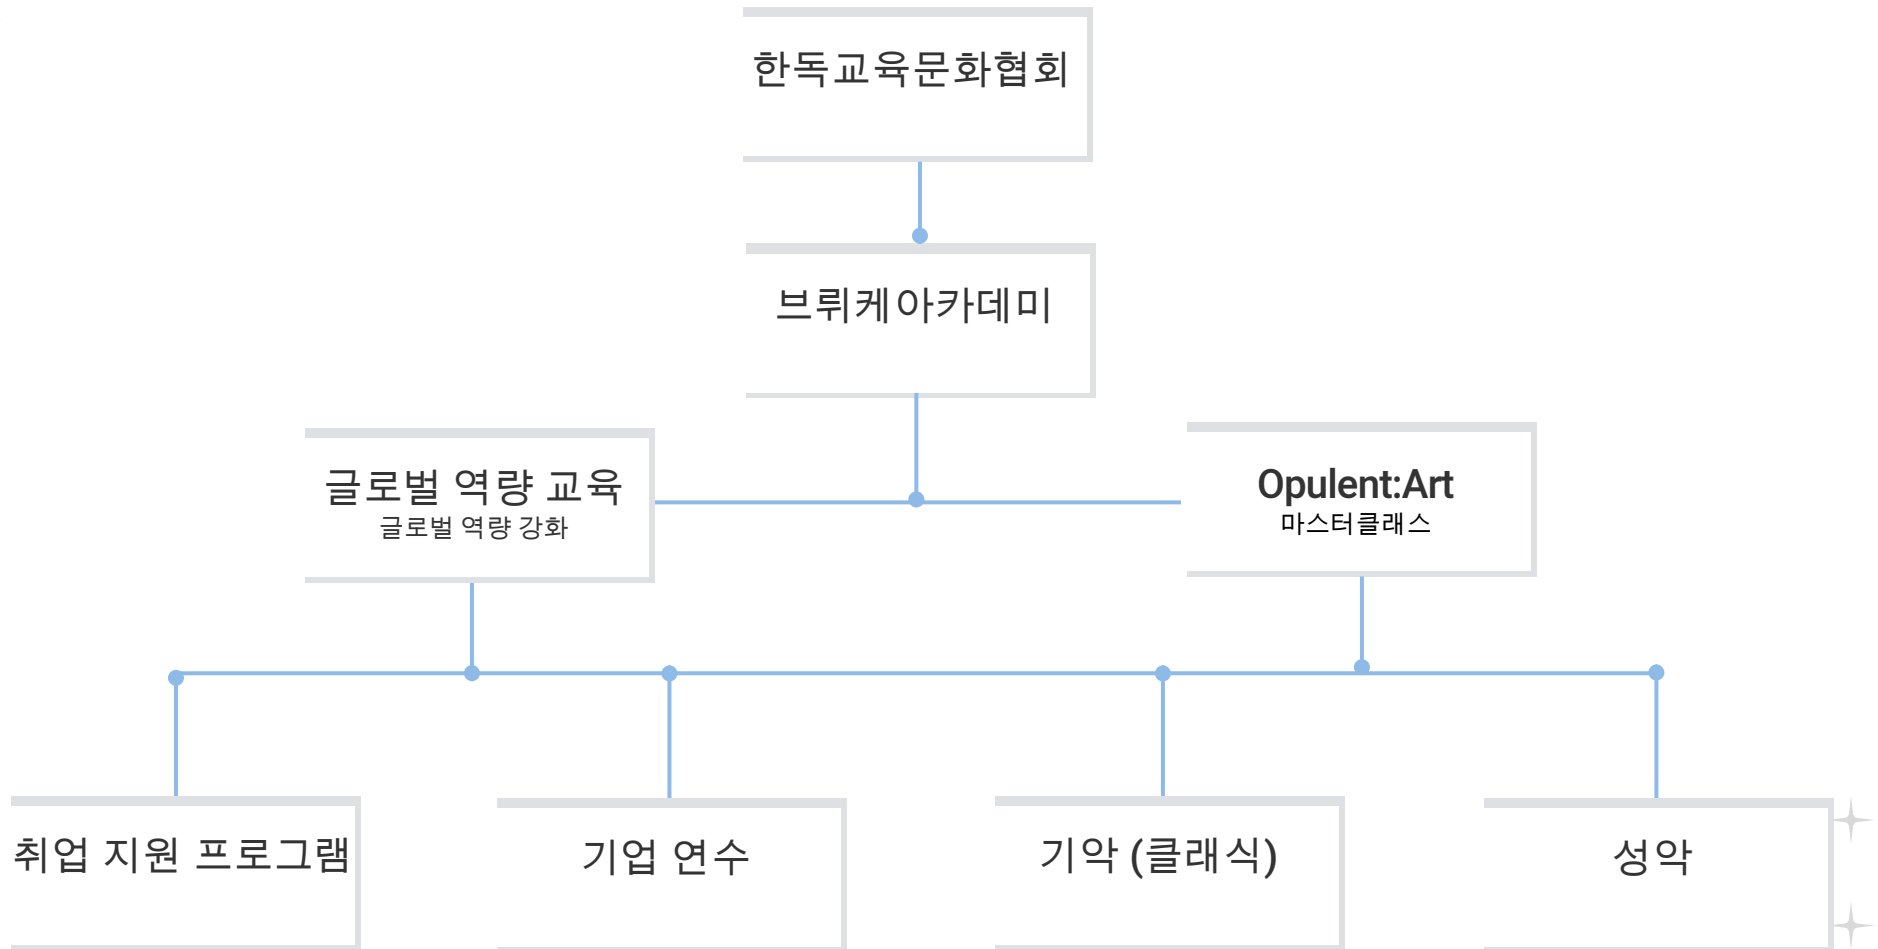 한독교육문화협회
브뤼케아카데미
글로벌 역량 교육
글로벌 역량 강화
Opulent:Art
마스터클래스
취업 지원 프로그램
기업 연수
기악 (클래식)
성악